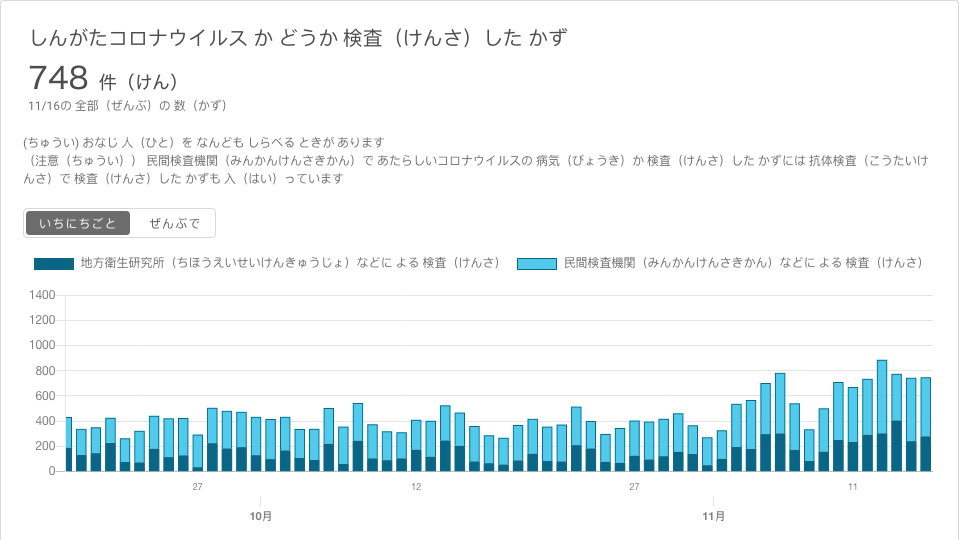 しんがたコロナウイルス か どうか 検査（けんさ）した かず
748 件（けん）
11/16の 全部（ぜんぶ）の 数（かず）
(ちゅうい) おなじ 人（ひと）を なんども しらべる ときが あります
（注意（ちゅうい）） 民間検査機関（みんかんけんさきかん）で あたらしいコロナウイルスの 病気（びょうき）か 検査（けんさ）した かずには 抗体検査（こうたいけ
んさ）で 検査（けんさ）した かずも 入（はい）っています
いちにちごと ぜんぶで
地方衛生研究所（ちほうえいせいけんきゅうじょ）などに よる 検査（けんさ） 民間検査機関（みんかんけんさきかん）などに よる 検査（けんさ）
1400
1200
1000
800
600
400
200
0
27 12 27 11
10月 11月